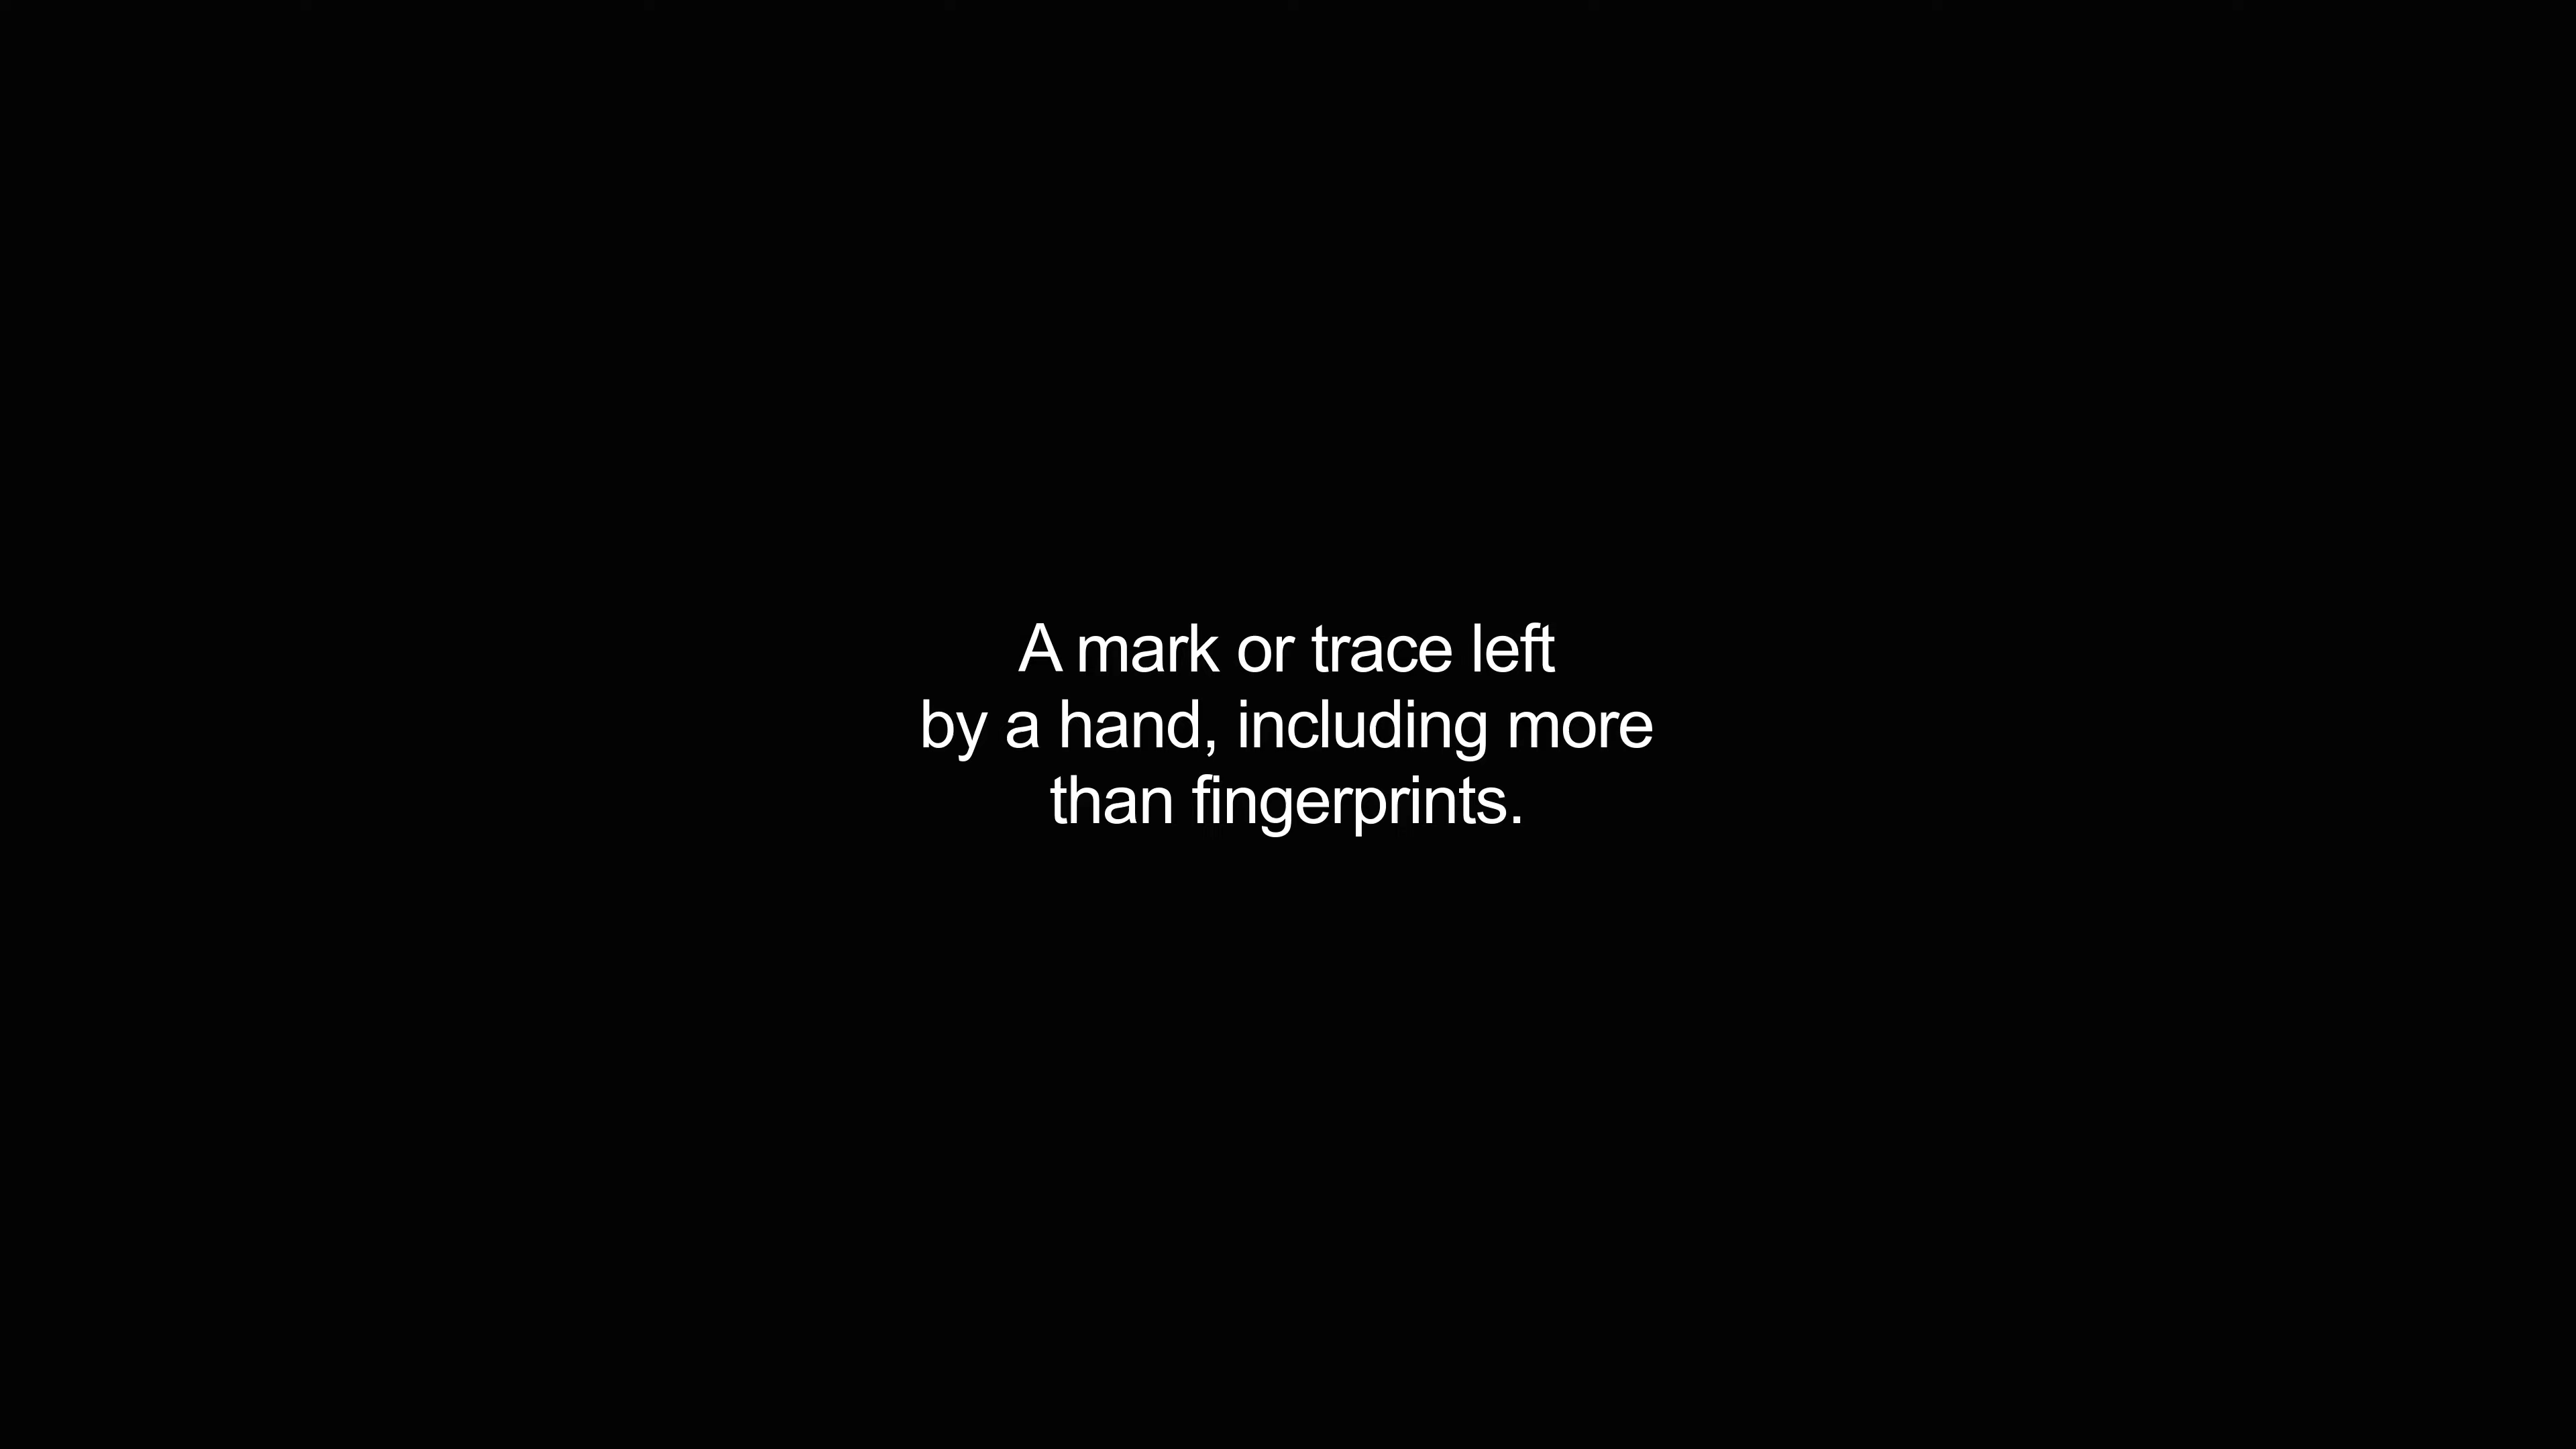 A mark or trace left
by a hand, including more
than fingerprints.